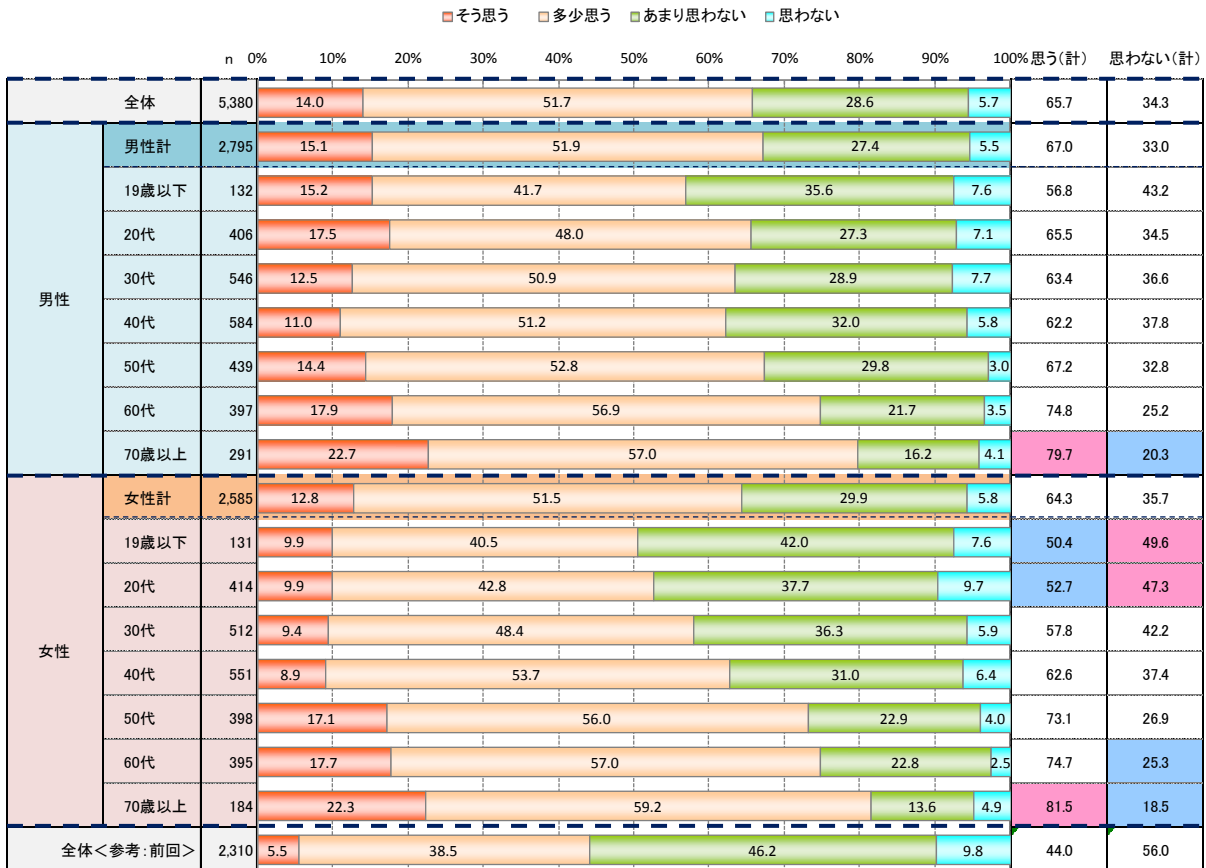 そう思う 多少思う あまり思わない 思わない
n 0% 10% 20% 30% 40% 50% 60% 70% 80% 90% 100% 思う(計) 思わない(計)
全体 5,380 14.0 51.7 28.6 5.7 65.7 34.3
男性計 2,795 15.1 51.9 27.4 5.5 67.0 33.0
19歳以下 132 15.2 41.7 35.6 7.6 56.8 43.2
20代 406 17.5 48.0 27.3 7.1 65.5 34.5
30代 546 12.5 50.9 28.9 7.7 63.4 36.6
男性
40代 584 11.0 51.2 32.0 5.8 62.2 37.8
50代 439 14.4 52.8 29.8 3.0 67.2 32.8
60代 397 17.9 56.9 21.7 3.5 74.8 25.2
70歳以上 291 22.7 57.0 16.2 4.1 79.7 20.3
女性計 2,585 12.8 51.5 29.9 5.8 64.3 35.7
19歳以下 131 9.9 40.5 42.0 7.6 50.4 49.6
20代 414 9.9 42.8 37.7 9.7 52.7 47.3
30代 512 9.4 48.4 36.3 5.9 57.8 42.2
女性
40代 551 8.9 53.7 31.0 6.4 62.6 37.4
50代 398 17.1 56.0 22.9 4.0 73.1 26.9
60代 395 17.7 57.0 22.8 2.5 74.7 25.3
70歳以上 184 22.3 59.2 13.6 4.9 81.5 18.5
全体<参考:前回> 2,310 5.5 38.5 46.2 9.8 44.0 56.0